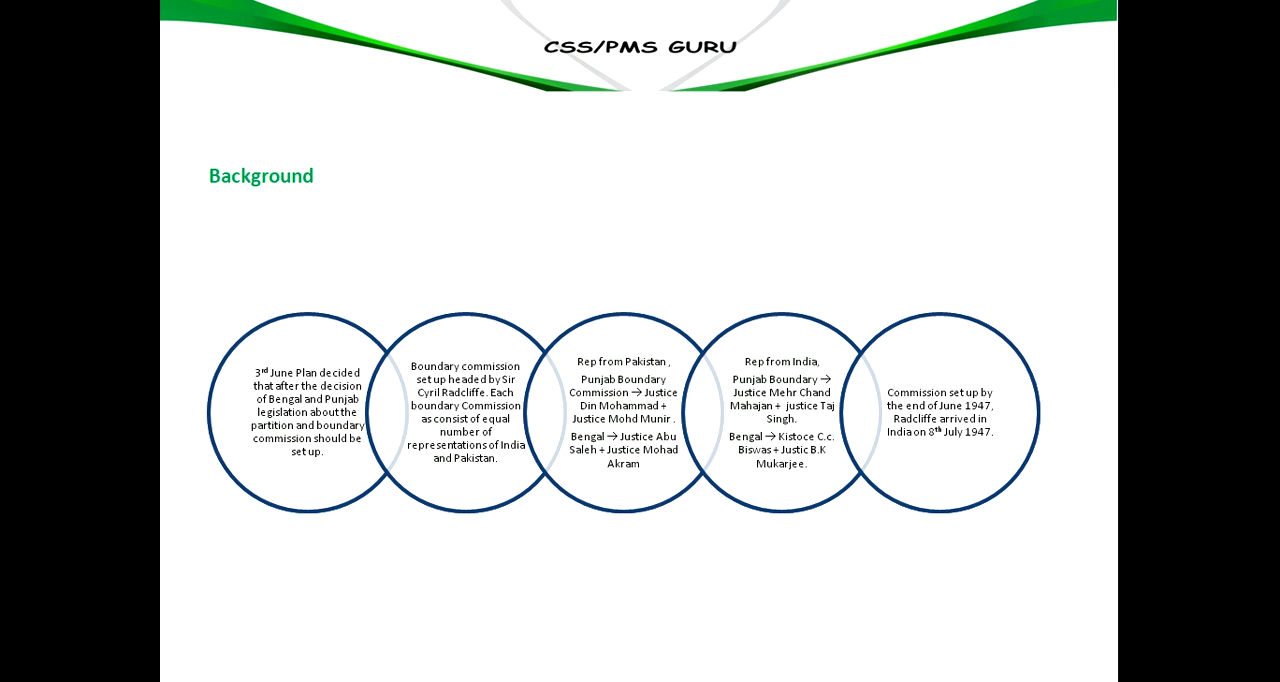 CSS/PMS GURU
Background
3rd June Plan decided
that after the decision
of Bengal and Punjab
legislation about the
partition and boundary
commission should be
set up.
Boundary commission
set up headed by Sir
Cyril Radcliffe. Each
boundary Commission
as consist of equal
number of
representations of India
and Pakistan.
Rep from Pakistan ,
Punjab Boundary
Commission → Justice
Din Mohammad +
Justice Mohd Munir .
Bengal → Justice Abu
Saleh + Justice Mohad
Akram
Rep from India,
Punjab Boundary →
Justice Mehr Chand
Mahajan + justice Taj
Singh.
Bengal → Kistoce C.c.
Biswas + Justic B.K
Mukarjee.
Commission set up by
the end of June 1947,
Radcliffe arrived in
India on 8th July 1947.